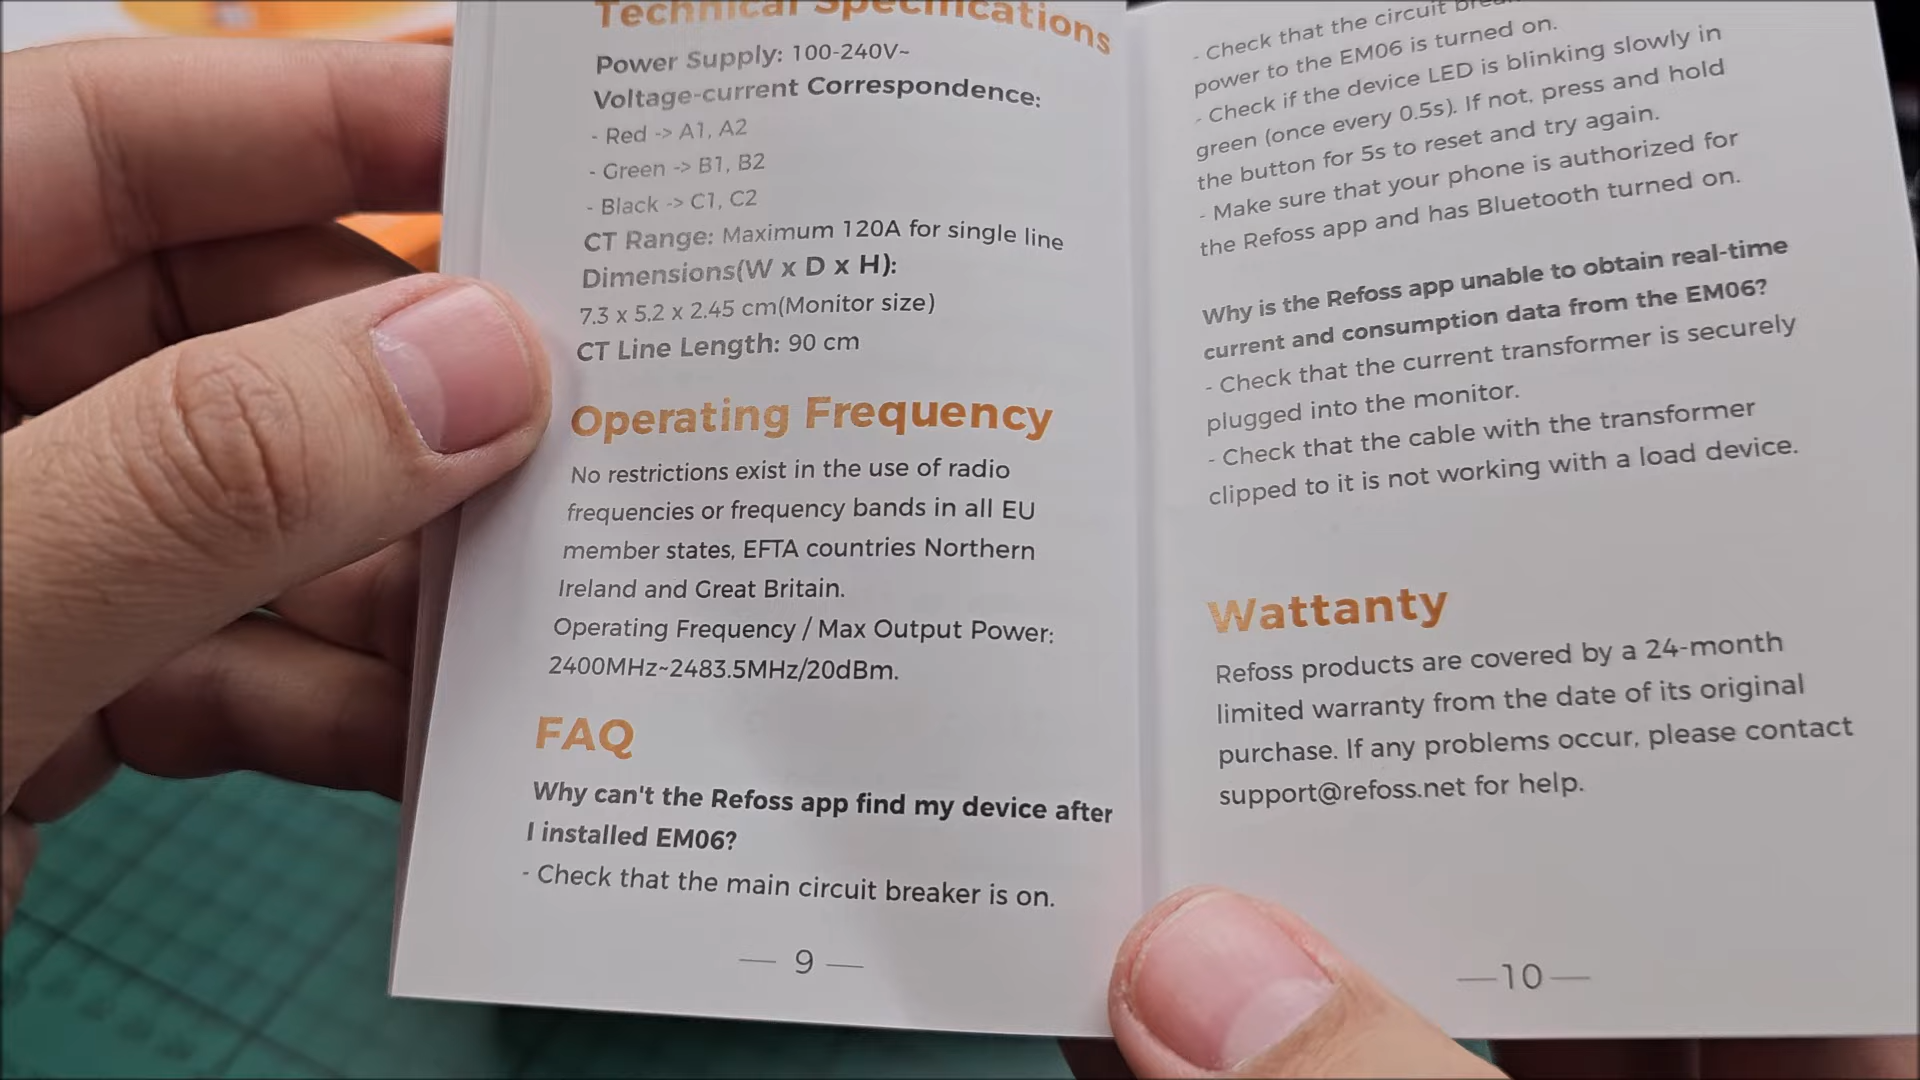 Technical Specifications
Power Supply: 100-240V~
Voltage-current Correspondence:
- Red -> A1, A2
- Green -> B1, B2
- Black -> C1, C2
CT Range: Maximum 120A for single line
Dimensions(W x D x H):
7.3 x 5.2 x 2.45 cm(Monitor size)
CT Line Length: 90 cm
Operating Frequency
No restrictions exist in the use of radio
frequencies or frequency bands in all EU
member states, EFTA countries Northern
Ireland and Great Britain.
Operating Frequency / Max Output Power:
2400MHz~2483.5MHz/20dBm.
FAQ
Why can't the Refoss app find my device after
I installed EM06?
- Check that the main circuit breaker is on.
— 9 —
- Check that the circuit
power to the EM06 is turned on.
- Check if the device LED is blinking slowly in
green (once every 0.5s). If not, press and hold
the button for 5s to reset and try again.
- Make sure that your phone is authorized for
the Refoss app and has Bluetooth turned on.
Why is the Refoss app unable to obtain real-time
current and consumption data from the EM06?
- Check that the current transformer is securely
plugged into the monitor.
- Check that the cable with the transformer
clipped to it is not working with a load device.
Wattanty
Refoss products are covered by a 24-month
limited warranty from the date of its original
purchase. If any problems occur, please contact
support@refoss.net for help.
—10—